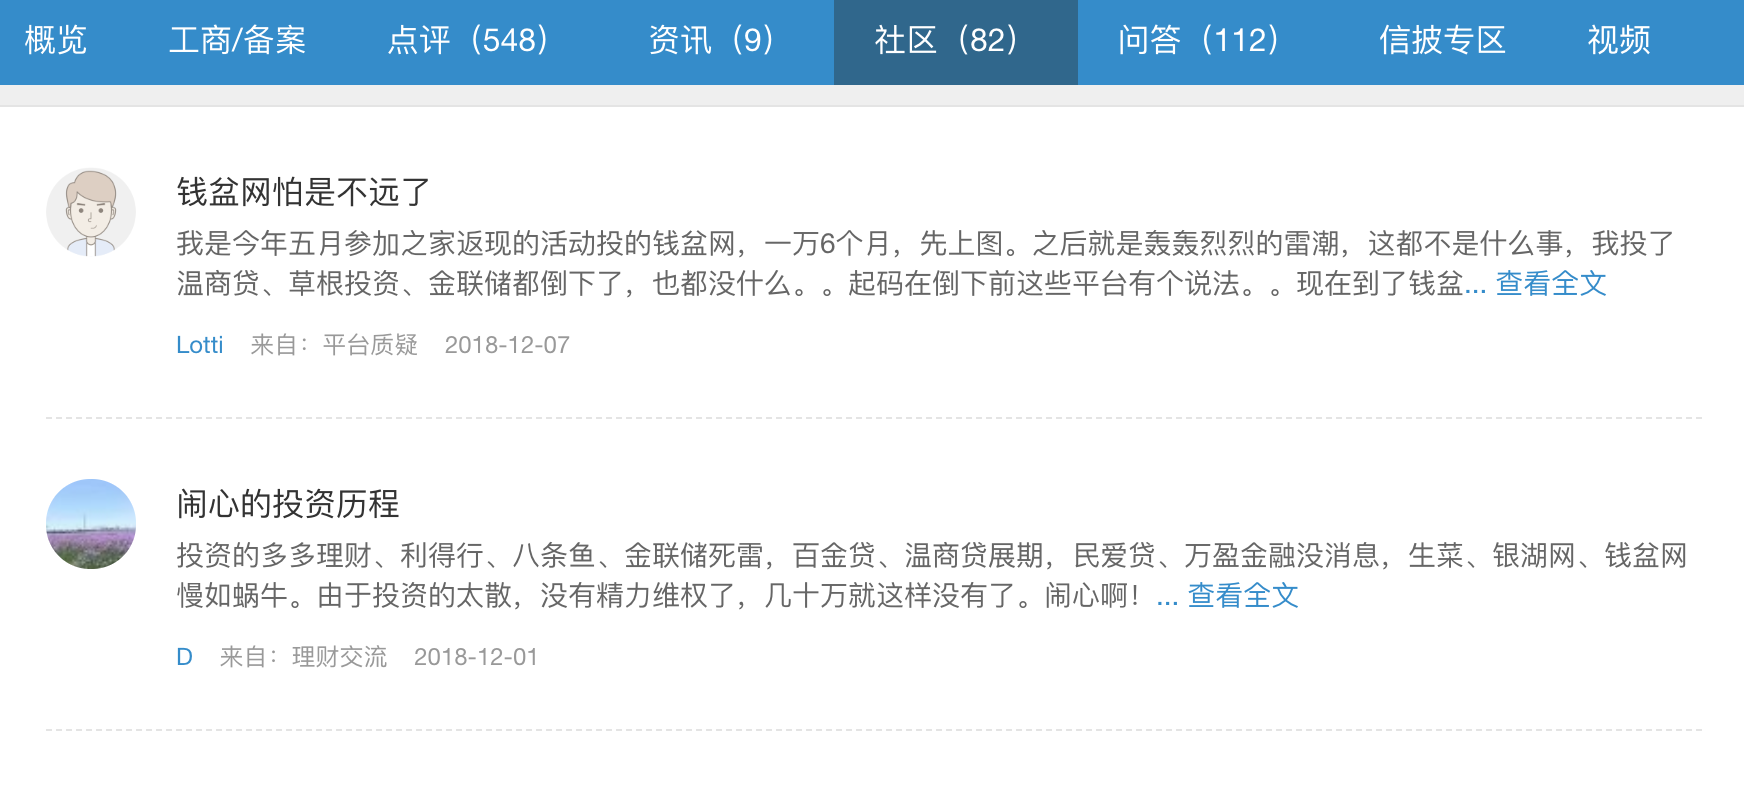 概览 工商/备案 点评（548） 资讯（9） 社区（82） 问答（112） 信披专区 视频
钱盆网怕是不远了
我是今年五月参加之家返现的活动投的钱盆网，一万6个月，先上图。之后就是轰轰烈烈的雷潮，这都不是什么事，我投了
温商贷、草根投资、金联储都倒下了，也都没什么。。起码在倒下前这些平台有个说法。。现在到了钱盆... 查看全文
Lotti 来自：平台质疑 2018-12-07
闹心的投资历程
投资的多多理财、利得行、八条鱼、金联储死雷，百金贷、温商贷展期，民爱贷、万盈金融没消息，生菜、银湖网、钱盆网
慢如蜗牛。由于投资的太散，没有精力维权了，几十万就这样没有了。闹心啊！... 查看全文
D 来自：理财交流 2018-12-01